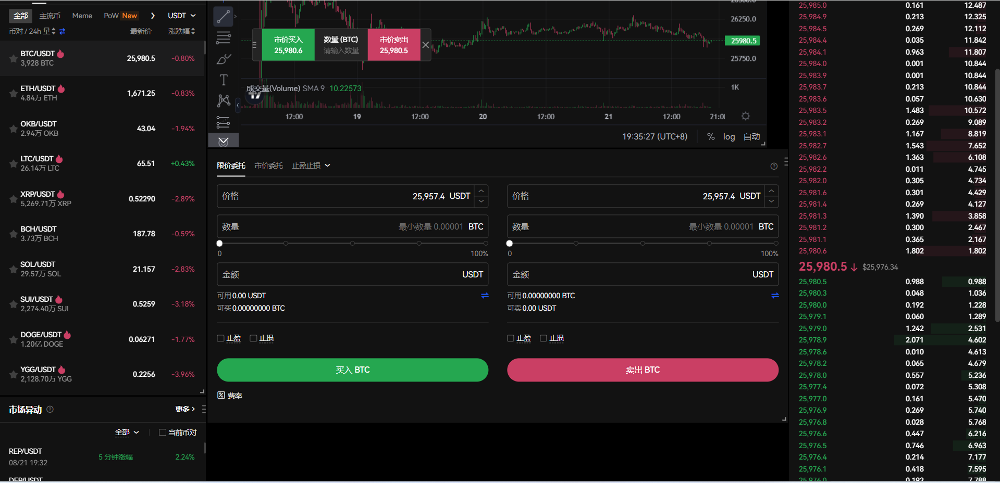 全部 主流币 Meme PoW New USDT
币对 / 24h 量 最新价 涨跌幅
BTC/USDT 25,980.5 -0.80%
3,928 BTC
ETH/USDT 1,671.25 -0.83%
4.84万 ETH
OKB/USDT 43.04 -1.94%
2.94万 OKB
LTC/USDT 65.51 +0.43%
26.14万 LTC
XRP/USDT 0.52290 -2.89%
5,269.71万 XRP
BCH/USDT 187.78 -0.59%
3.73万 BCH
SOL/USDT 21.157 -2.83%
29.57万 SOL
SUI/USDT 0.5259 -3.18%
2,274.40万 SUI
DOGE/USDT 0.06271 -1.77%
1.20亿 DOGE
YGG/USDT 0.2256 -3.96%
2,128.70万 YGG
市场异动 更多
全部 当前币对
REP/USDT 5 分钟涨幅 2.24%
08/21 19:32
市价买入 数量 (BTC) 市价卖出
25,980.6 请输入数量 25,980.5
26250.0
25980.5
25750.0
成交量(Volume) SMA 9 10.22573
1K
12:00 19 12:00 20 12:00 21 12:00 21:00
19:35:27 (UTC+8) % log 自动
限价委托 市价委托 止盈止损
价格 25,957.4 USDT
数量 最小数量 0.00001 BTC
0 100%
金额 USDT
可用 0.00 USDT
可买 0.00000000 BTC
止盈 止损
买入 BTC
费率
价格 25,957.4 USDT
数量 最小数量 0.00001 BTC
0 100%
金额 USDT
可用 0.00000000 BTC
可卖 0.00 USDT
止盈 止损
卖出 BTC
25,985.0 0.161 12.487
25,984.9 0.213 12.325
25,984.5 0.269 12.112
25,984.4 0.035 11.842
25,984.1 0.963 11.807
25,984.0 0.001 10.844
25,983.9 0.001 10.844
25,983.7 0.213 10.844
25,983.6 0.057 10.630
25,983.5 1.483 10.572
25,983.2 0.269 9.089
25,983.1 1.167 8.819
25,982.7 1.543 7.652
25,982.6 1.363 6.108
25,982.2 0.011 4.745
25,982.0 0.305 4.734
25,981.6 0.301 4.429
25,981.4 0.269 4.127
25,981.3 1.390 3.858
25,981.2 0.300 2.467
25,981.1 0.365 2.167
25,980.6 1.802 1.802
25,980.5 $25,976.34
25,980.5 0.988 0.988
25,980.3 0.048 1.036
25,980.0 0.192 1.228
25,979.1 0.060 1.289
25,979.0 1.242 2.531
25,978.9 2.071 4.602
25,978.6 0.010 4.613
25,978.2 0.065 4.679
25,978.0 0.557 5.236
25,977.4 0.072 5.308
25,977.0 0.161 5.470
25,976.9 0.269 5.740
25,976.8 0.028 5.768
25,976.6 0.447 6.216
25,976.5 0.746 6.963
25,976.4 0.214 7.177
25,976.1 0.418 7.595
25,976.0 0.192 7.788